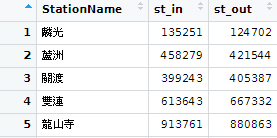 StationName st_in st_out
1 麟光 135251 124702
2 蘆洲 458279 421544
3 關渡 399243 405387
4 雙連 613643 667332
5 龍山寺 913761 880863